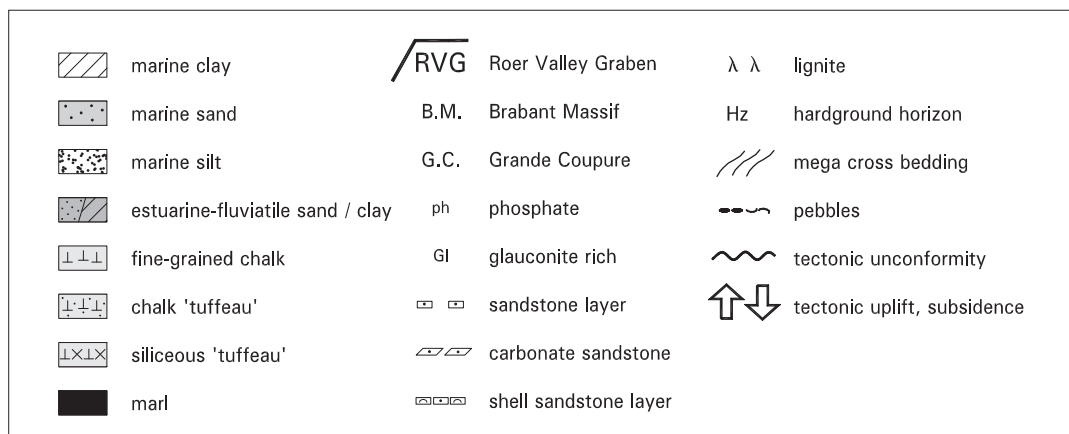 marine clay
marine sand
marine silt
estuarine-fluviatile sand / clay
fine-grained chalk
chalk 'tuffeau'
siliceous 'tuffeau'
marl
RVG Roer Valley Graben
B.M. Brabant Massif
G.C. Grande Coupure
ph phosphate
Gl glauconite rich
sandstone layer
carbonate sandstone
shell sandstone layer
λ λ lignite
Hz hardground horizon
mega cross bedding
pebbles
tectonic unconformity
tectonic uplift, subsidence